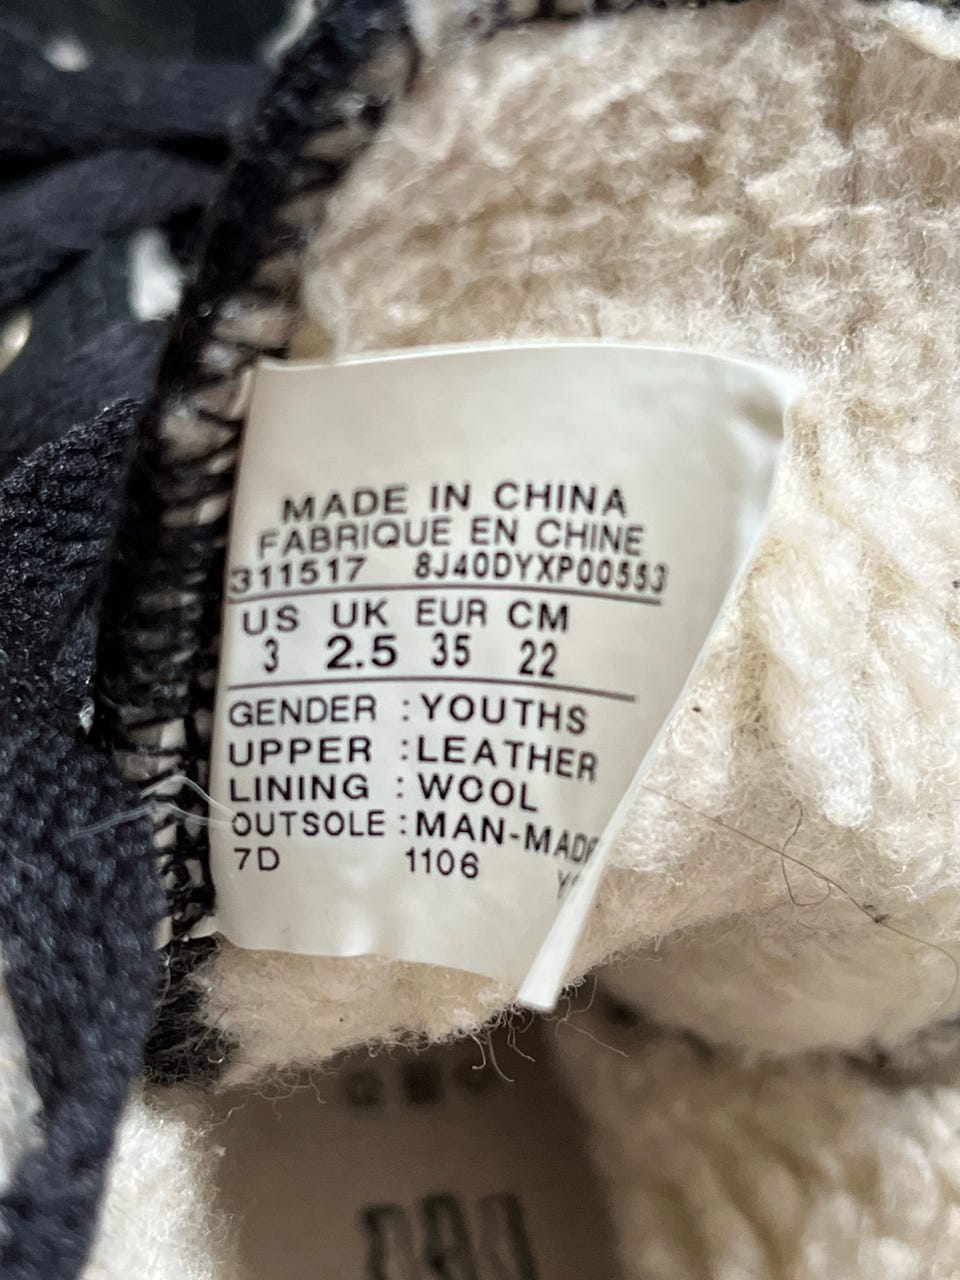 MADE IN CHINA
FABRIQUE EN CHINE
311517 8J40DYXP00553
US UK EUR CM
3 2.5 35 22
GENDER :YOUTHS
UPPER :LEATHER
LINING :WOOL
OUTSOLE :MAN-MADE
7D 1106